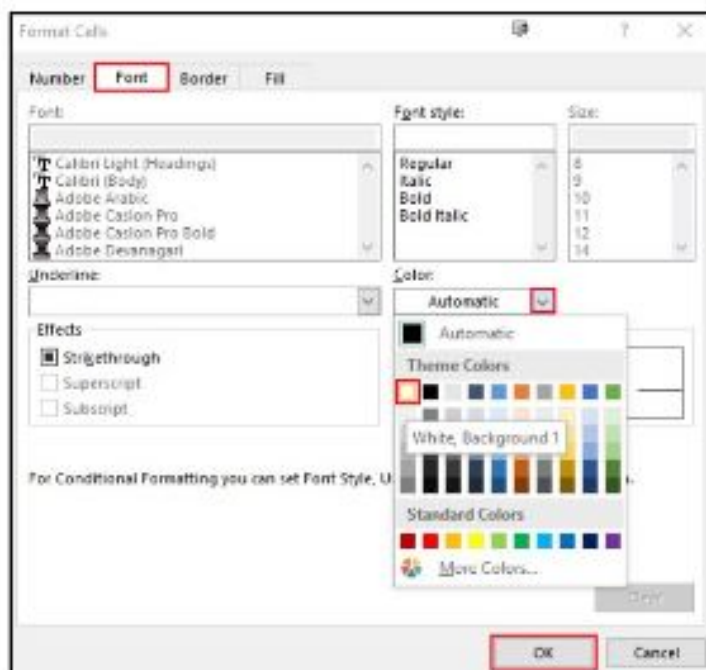 Format Cells ?
Number Font Border Fill
Font: Font style: Size:
Calibri Light (Headings) Regular 8
Calibri (Body) Italic 9
Adobe Arabic Bold 10
Adobe Caslon Pro Bold Italic 11
Adobe Caslon Pro Bold 12
Adobe Devanagari 14
Underline: Color:
Automatic
Effects Automatic
Strikethrough Theme Colors
Superscript
Subscript
White, Background 1
For Conditional Formatting you can set Font Style, U
Standard Colors
More Colors...
Clear
OK Cancel